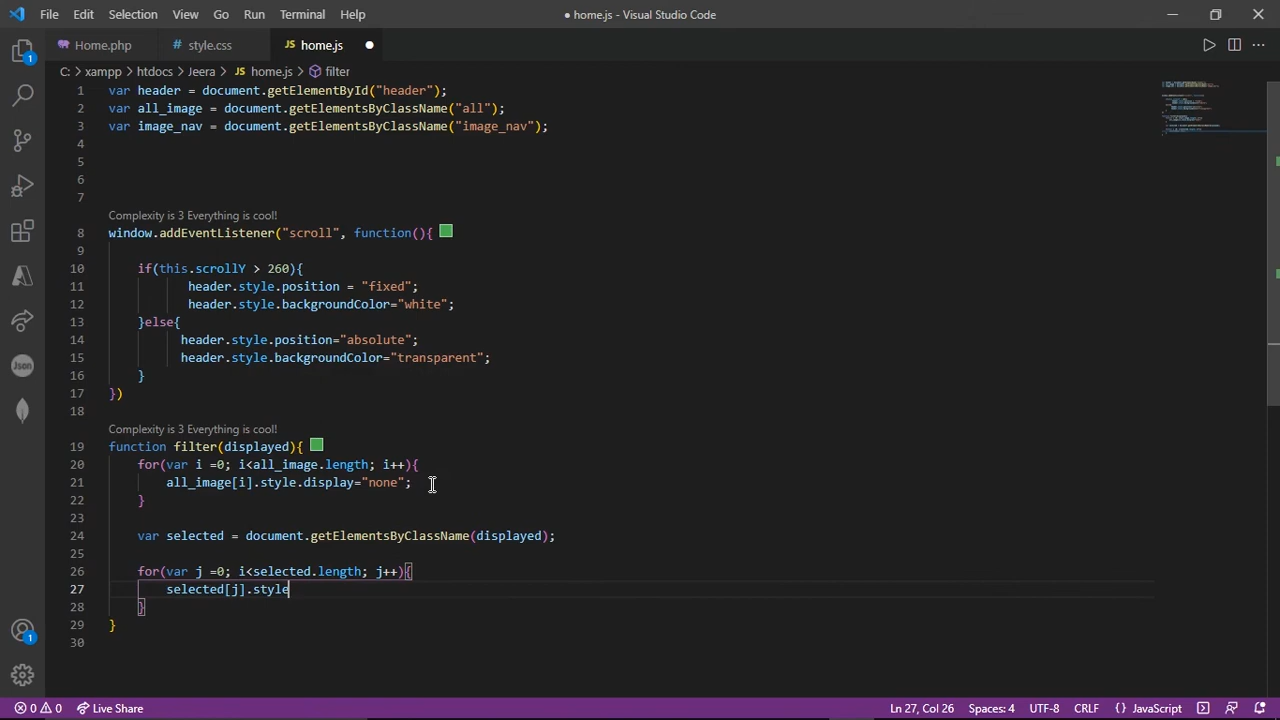 File Edit Selection View Go Run Terminal Help
● home.js - Visual Studio Code
Home.php style.css JS home.js
C: > xampp > htdocs > Jeera > JS home.js > filter
1 var header = document.getElementById("header");
2 var all_image = document.getElementsByClassName("all");
3 var image_nav = document.getElementsByClassName("image_nav");
4
5
6
7
Complexity is 3 Everything is cool!
8 window.addEventListener("scroll", function(){
9
10 if(this.scrollY > 260){
11 header.style.position = "fixed";
12 header.style.backgroundColor="white";
13 }else{
14 header.style.position="absolute";
15 header.style.backgroundColor="transparent";
16 }
17 })
18
Complexity is 3 Everything is cool!
19 function filter(displayed){
20 for(var i =0; i<all_image.length; i++){
21 all_image[i].style.display="none";
22 }
23
24 var selected = document.getElementsByClassName(displayed);
25
26 for(var j =0; i<selected.length; j++){
27 selected[j].style
28 }
29 }
30
1
Json
1
0 0 Live Share Ln 27, Col 26 Spaces: 4 UTF-8 CRLF {} JavaScript